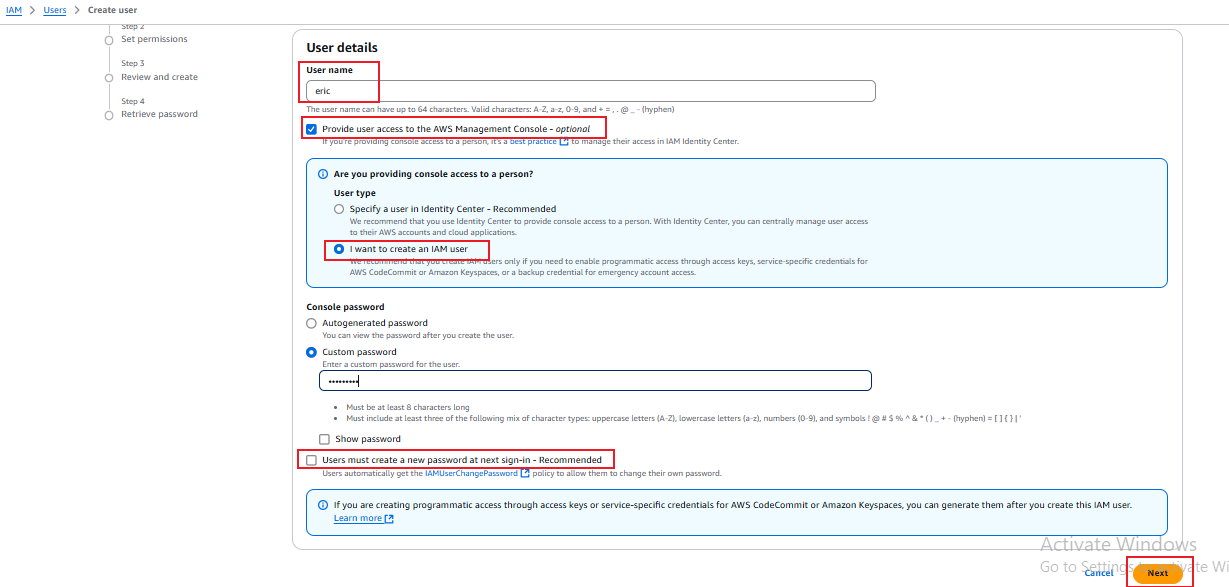 IAM > Users > Create user
Step 2
Set permissions
Step 3
Review and create
Step 4
Retrieve password
User details
User name
eric
The user name can have up to 64 characters. Valid characters: A-Z, a-z, 0-9, and + = , . @ _ - (hyphen)
Provide user access to the AWS Management Console - optional
If you're providing console access to a person, it's a best practice to manage their access in IAM Identity Center.
Are you providing console access to a person?
User type
Specify a user in Identity Center - Recommended
We recommend that you use Identity Center to provide console access to a person. With Identity Center, you can centrally manage user access
to their AWS accounts and cloud applications.
I want to create an IAM user
We recommend that you create IAM users only if you need to enable programmatic access through access keys, service-specific credentials for
AWS CodeCommit or Amazon Keyspaces, or a backup credential for emergency account access.
Console password
Autogenerated password
You can view the password after you create the user.
Custom password
Enter a custom password for the user.
•••••••••
Must be at least 8 characters long
Must include at least three of the following mix of character types: uppercase letters (A-Z), lowercase letters (a-z), numbers (0-9), and symbols ! @ # $ % ^ & * ( ) _ + - (hyphen) = [ ] { } | '
Show password
Users must create a new password at next sign-in - Recommended
Users automatically get the IAMUserChangePassword policy to allow them to change their own password.
If you are creating programmatic access through access keys or service-specific credentials for AWS CodeCommit or Amazon Keyspaces, you can generate them after you create this IAM user.
Learn more
Activate Windows
Go to Settings to activate Wi
Cancel
Next